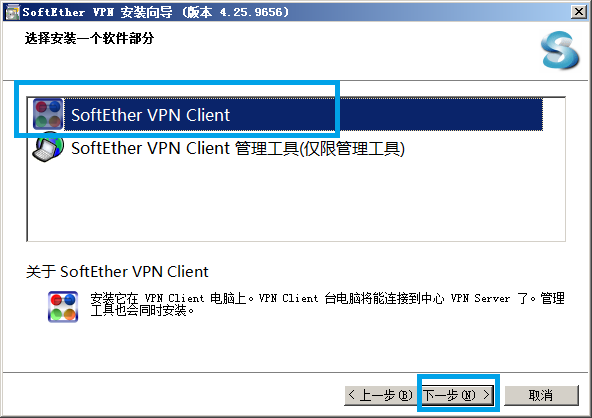 SoftEther VPN 安装向导 (版本 4.25.9656)
选择安装一个软件部分
SoftEther VPN Client
SoftEther VPN Client 管理工具(仅限管理工具)
关于 SoftEther VPN Client
安装它在 VPN Client 电脑上。VPN Client 台电脑将能连接到中心 VPN Server 了。管理
工具也会同时安装。
< 上一步(B) 下一步(N) > 取消